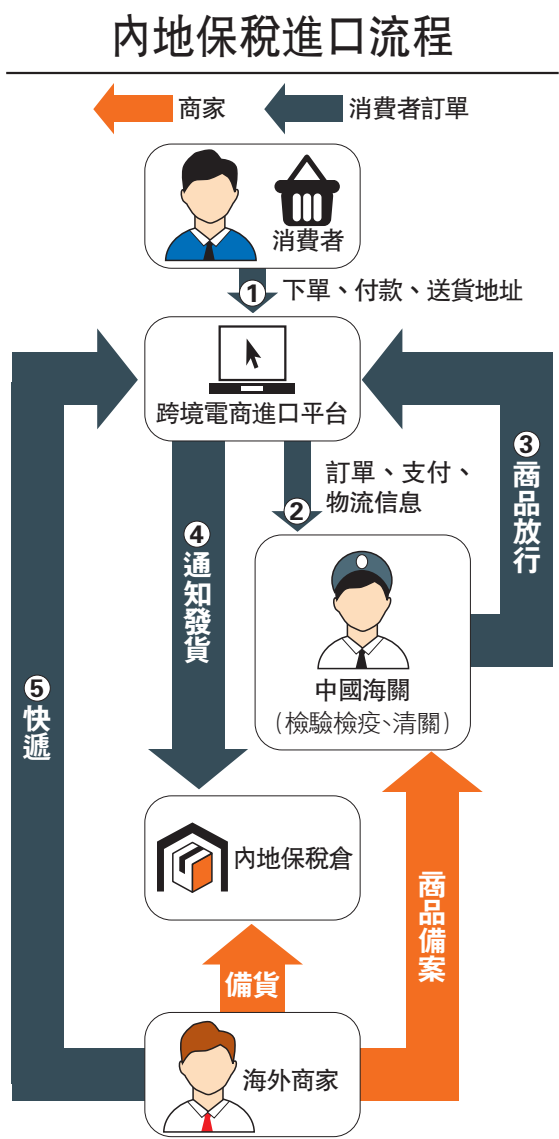 內地保稅進口流程
商家
消費者訂單
消費者
① 下單、付款、送貨地址
跨境電商進口平台
② 訂單、支付、
物流信息
③ 商品放行
④ 通知發貨
中國海關
(檢驗檢疫、清關)
⑤ 快遞
內地保稅倉
商品備案
備貨
海外商家